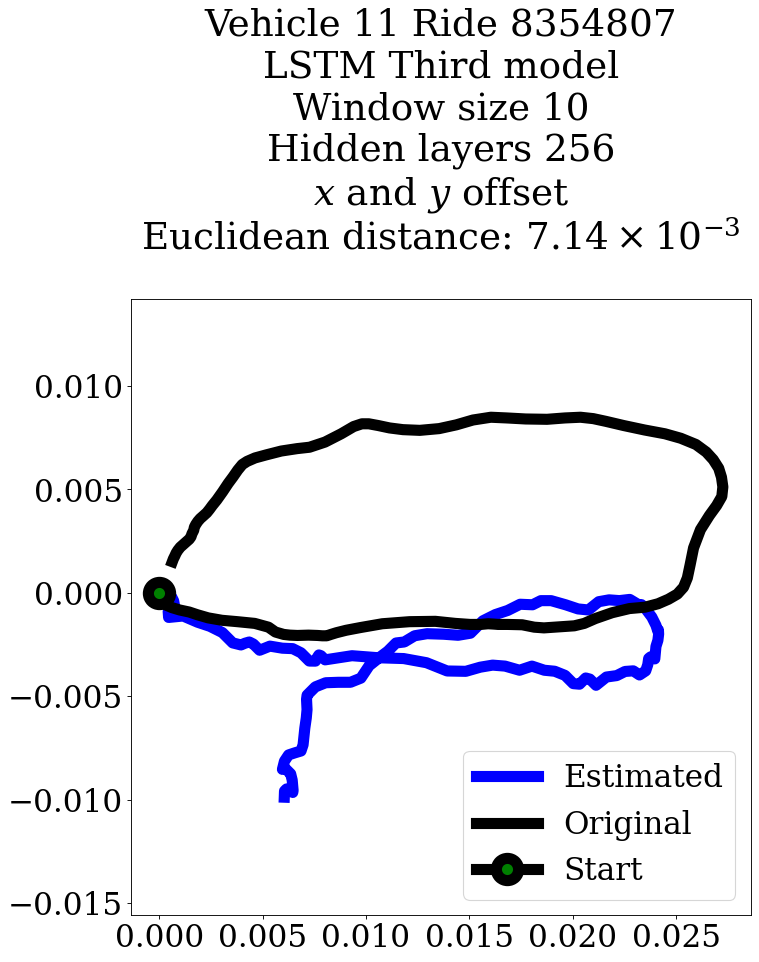 Vehicle 11 Ride 8354807
LSTM Third model
Window size 10
Hidden layers 256
x and y offset
Euclidean distance: 7.14 × 10⁻³
0.010
0.005
0.000
−0.005
−0.010
−0.015
Estimated
Original
Start
0.000 0.005 0.010 0.015 0.020 0.025